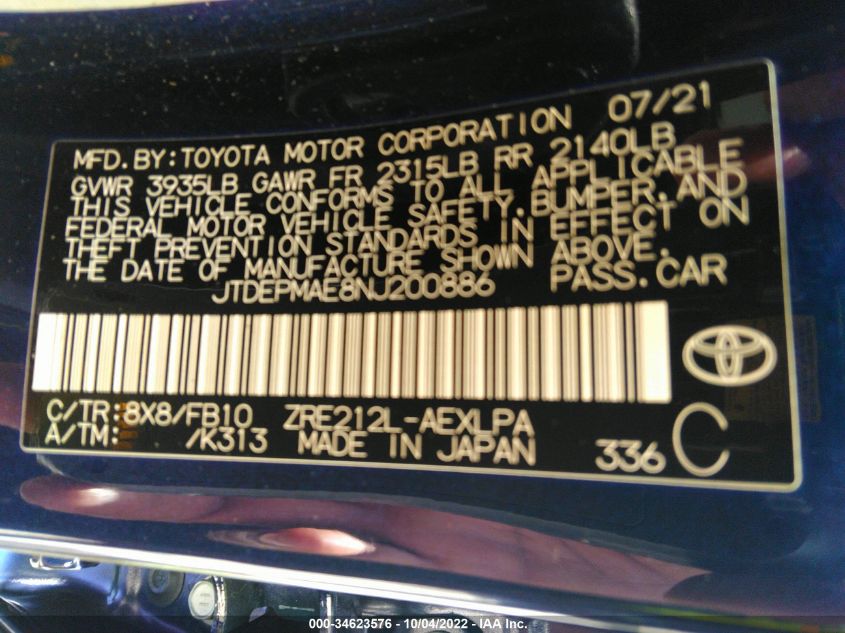 07/21
MFD.BY:TOYOTA MOTOR CORPORATION
GVWR 3935LB GAWR FR 2315LB RR 2140LB
THIS VEHICLE CONFORMS TO ALL APPLICABLE
FEDERAL MOTOR VEHICLE SAFETY,BUMPER,AND
THEFT PREVENTION STANDARDS IN EFFECT ON
THE DATE OF MANUFACTURE SHOWN ABOVE.
JTDEPMAE8NJ200886 PASS.CAR
C/TR:8X8/FB10 ZRE212L-AEXLPA
A/TM: /K313 MADE IN JAPAN 336 C
000-34623576 - 10/04/2022 - IAA Inc.